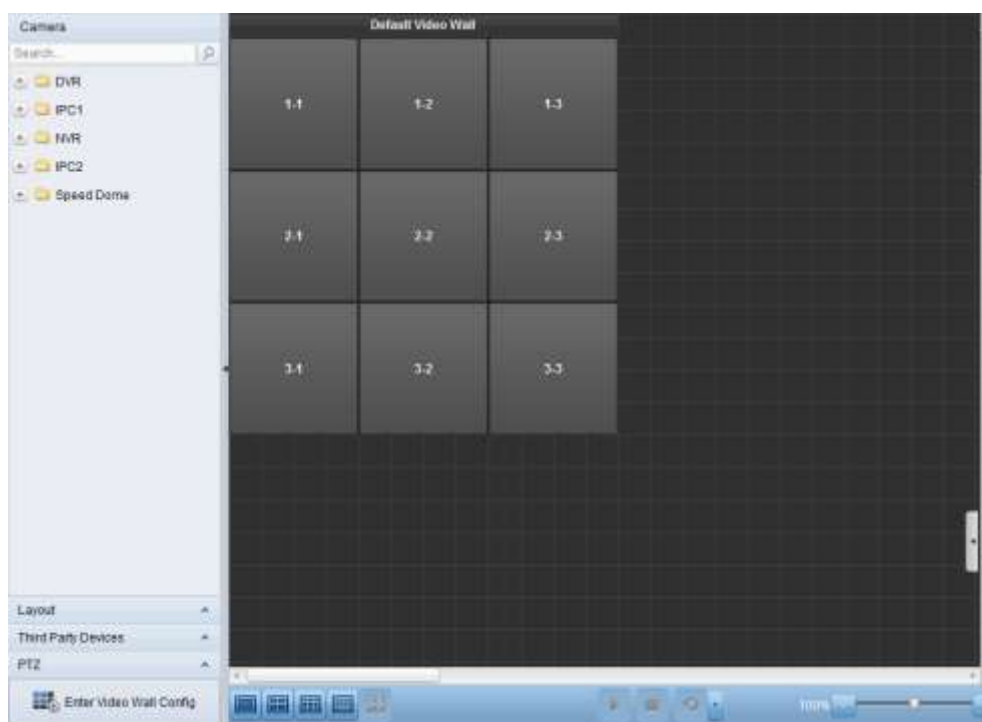 Camera
Search...
DVR
IPC1
NVR
IPC2
Speed Dome
Layout
Third Party Devices
PTZ
Enter Video Wall Config
Default Video Wall
1-1 1-2 1-3
2-1 2-2 2-3
3-1 3-2 3-3
100%